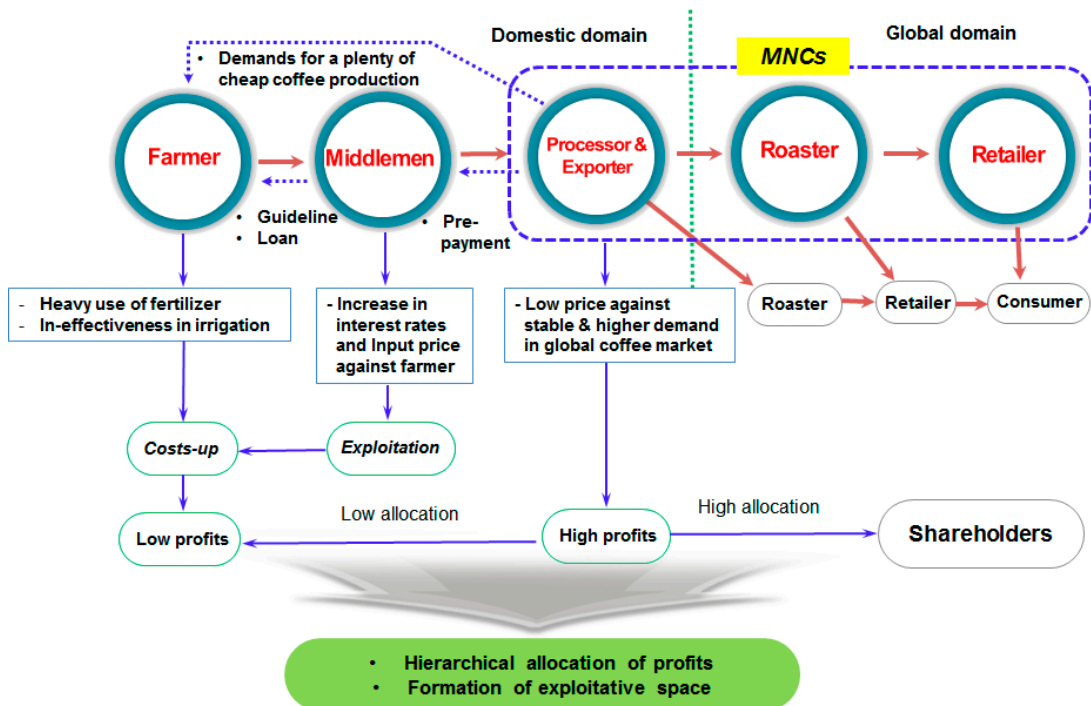 Domestic domain
Global domain
MNCs
• Demands for a plenty of
cheap coffee production
Farmer
Middlemen
Processor &
Exporter
Roaster
Retailer
• Guideline
• Loan
• Pre-
payment
- Heavy use of fertilizer
- In-effectiveness in irrigation
- Increase in
interest rates
and Input price
against farmer
- Low price against
stable & higher demand
in global coffee market
Roaster
Retailer
Consumer
Costs-up
Exploitation
Low profits
Low allocation
High profits
High allocation
Shareholders
• Hierarchical allocation of profits
• Formation of exploitative space